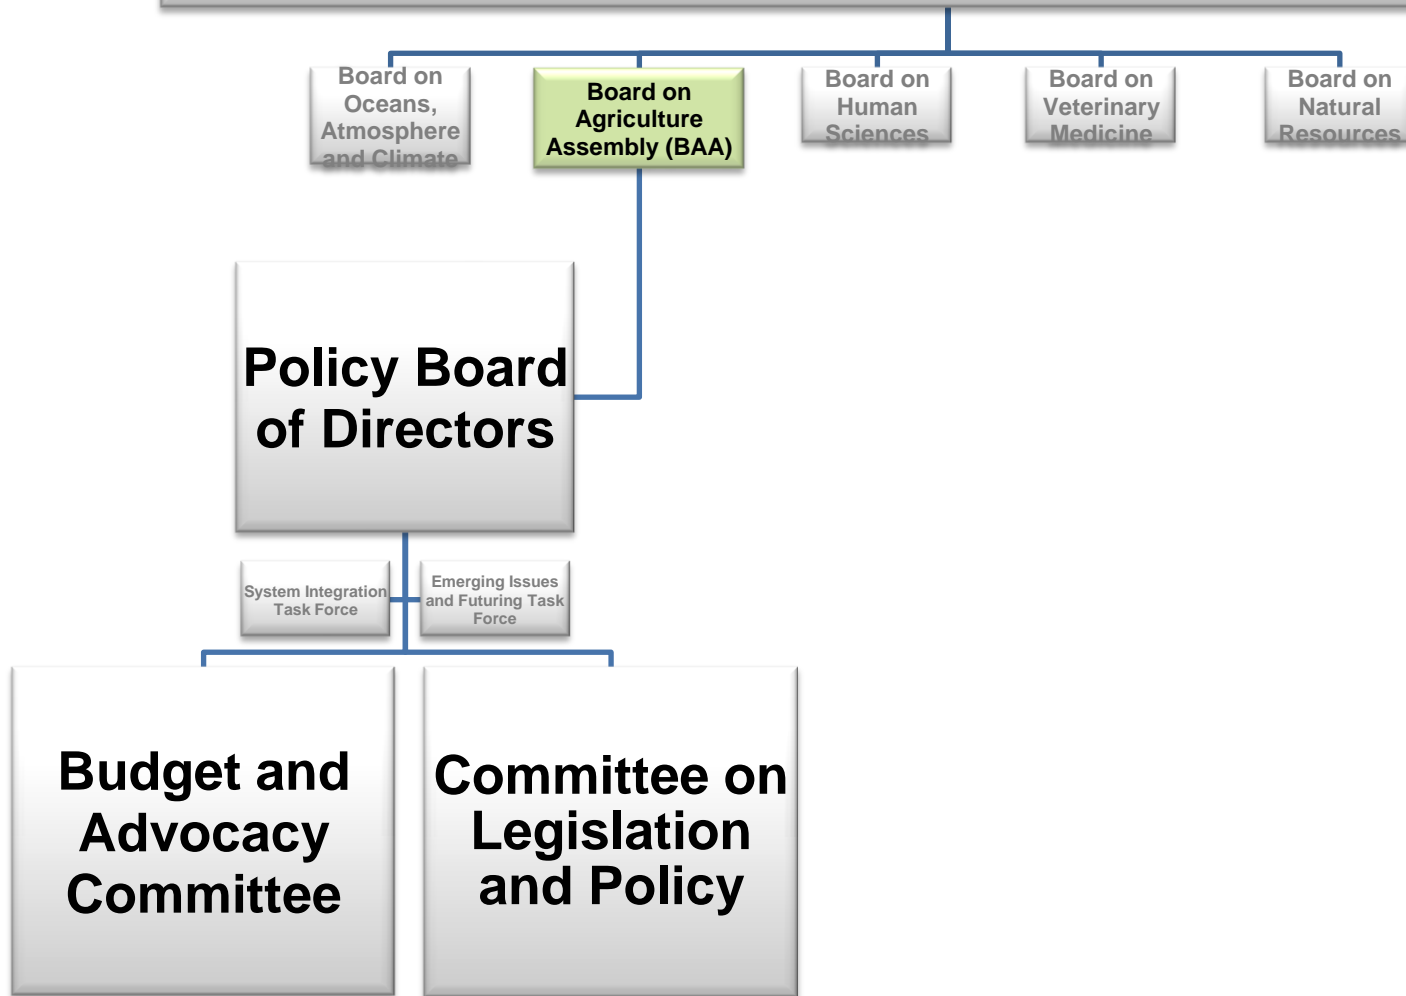 Board on
Oceans,
Atmosphere
and Climate
Board on
Agriculture
Assembly (BAA)
Board on
Human
Sciences
Board on
Veterinary
Medicine
Board on
Natural
Resources
Policy Board
of Directors
System Integration
Task Force
Emerging Issues
and Futuring Task
Force
Budget and
Advocacy
Committee
Committee on
Legislation
and Policy